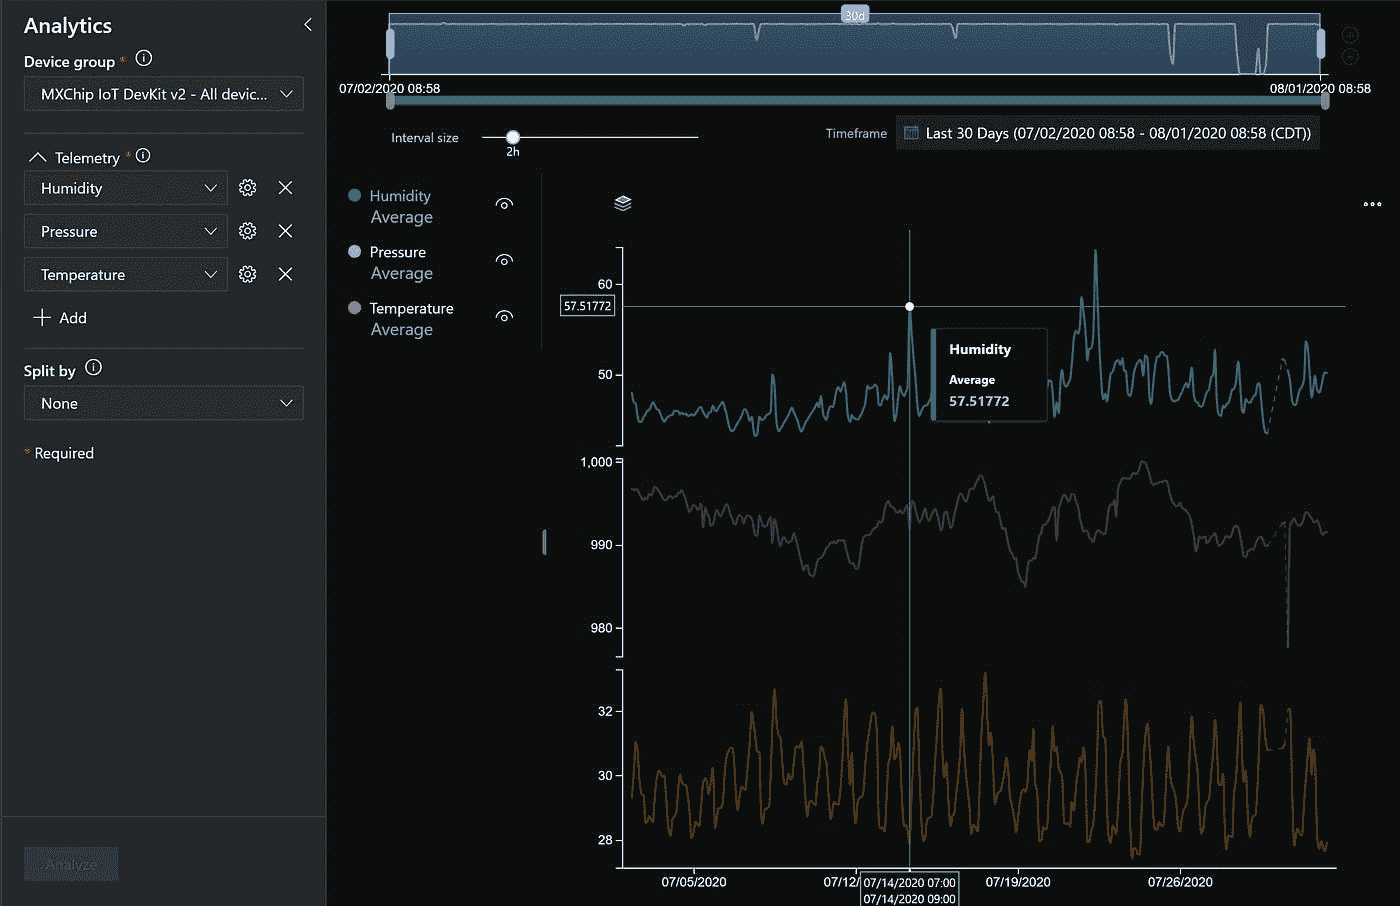 Analytics
Device group *
MXChip IoT DevKit v2 - All devic...
Telemetry *
Humidity
Pressure
Temperature
Add
Split by
None
* Required
Analyze
30d
07/02/2020 08:58
08/01/2020 08:58
Interval size
2h
Timeframe
Last 30 Days (07/02/2020 08:58 - 08/01/2020 08:58 (CDT))
Humidity
Average
Pressure
Average
Temperature
Average
60
57.51772
50
Humidity
Average
57.51772
1,000
990
980
32
30
28
07/05/2020
07/12/
07/14/2020 07:00
07/14/2020 09:00
07/19/2020
07/26/2020